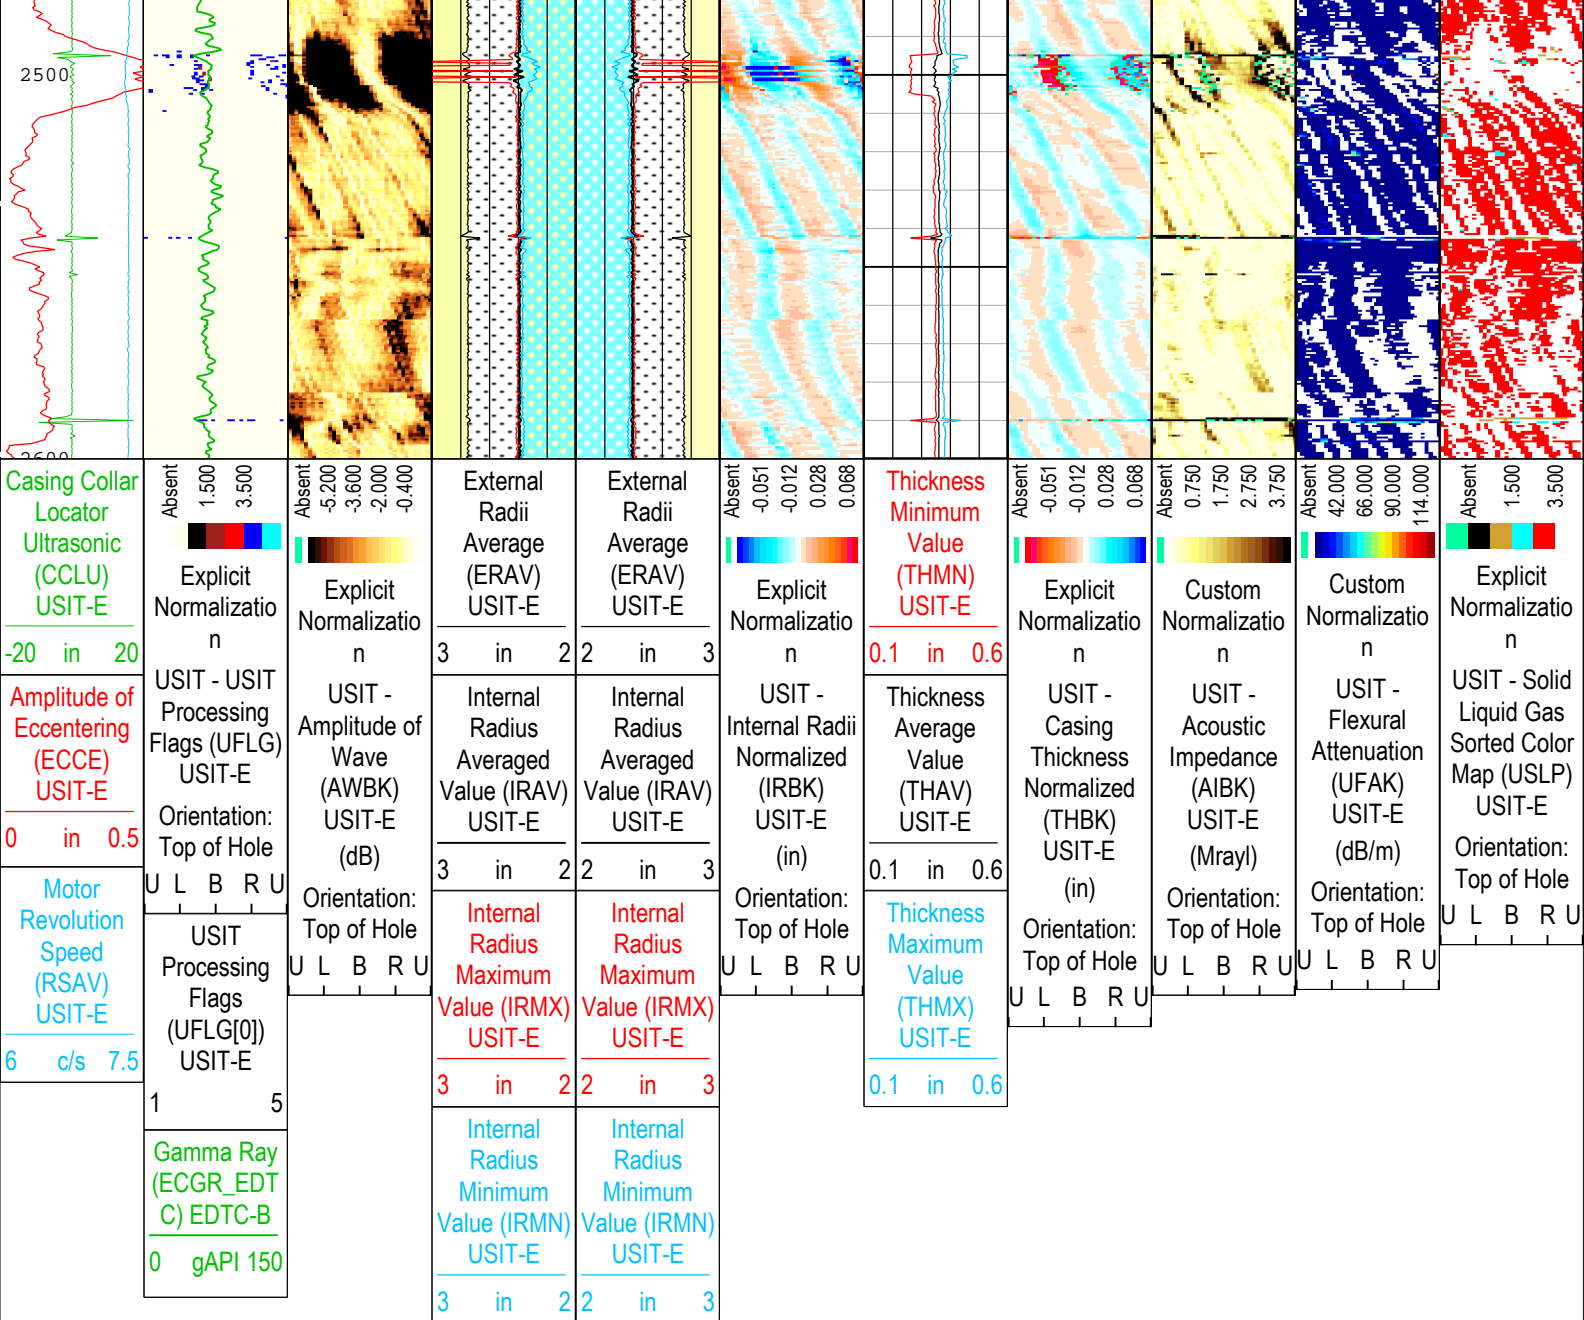 2500
2600
Casing Collar
Locator
Ultrasonic
(CCLU)
USIT-E
-20 in 20
Amplitude of
Eccentering
(ECCE)
USIT-E
0 in 0.5
Motor
Revolution
Speed
(RSAV)
USIT-E
6 c/s 7.5
Absent
1.500
3.500
Explicit
Normalizatio
n
USIT - USIT
Processing
Flags (UFLG)
USIT-E
Orientation:
Top of Hole
U L B R U
USIT
Processing
Flags
(UFLG[0])
USIT-E
1 5
Gamma Ray
(ECGR_EDT
C) EDTC-B
0 gAPI 150
Absent
-5.200
-3.600
-2.000
-0.400
Explicit
Normalizatio
n
USIT -
Amplitude of
Wave
(AWBK)
USIT-E
(dB)
Orientation:
Top of Hole
U L B R U
External
Radii
Average
(ERAV)
USIT-E
3 in 2
Internal
Radius
Averaged
Value (IRAV)
USIT-E
3 in 2
Internal
Radius
Maximum
Value (IRMX)
USIT-E
3 in 2
Internal
Radius
Minimum
Value (IRMN)
USIT-E
3 in 2
External
Radii
Average
(ERAV)
USIT-E
2 in 3
Internal
Radius
Averaged
Value (IRAV)
USIT-E
2 in 3
Internal
Radius
Maximum
Value (IRMX)
USIT-E
2 in 3
Internal
Radius
Minimum
Value (IRMN)
USIT-E
2 in 3
Absent
-0.051
-0.012
0.028
0.068
Explicit
Normalizatio
n
USIT -
Internal Radii
Normalized
(IRBK)
USIT-E
(in)
Orientation:
Top of Hole
U L B R U
Thickness
Minimum
Value
(THMN)
USIT-E
0.1 in 0.6
Thickness
Average
Value
(THAV)
USIT-E
0.1 in 0.6
Thickness
Maximum
Value
(THMX)
USIT-E
0.1 in 0.6
Absent
-0.051
-0.012
0.028
0.068
Explicit
Normalizatio
n
USIT -
Casing
Thickness
Normalized
(THBK)
USIT-E
(in)
Orientation:
Top of Hole
U L B R U
Absent
0.750
1.750
2.750
3.750
Custom
Normalizatio
n
USIT -
Acoustic
Impedance
(AIBK)
USIT-E
(Mrayl)
Orientation:
Top of Hole
U L B R U
Absent
42.000
66.000
90.000
114.000
Custom
Normalizatio
n
USIT -
Flexural
Attenuation
(UFAK)
USIT-E
(dB/m)
Orientation:
Top of Hole
U L B R U
Absent
1.500
3.500
Explicit
Normalizatio
n
USIT - Solid
Liquid Gas
Sorted Color
Map (USLP)
USIT-E
Orientation:
Top of Hole
U L B R U